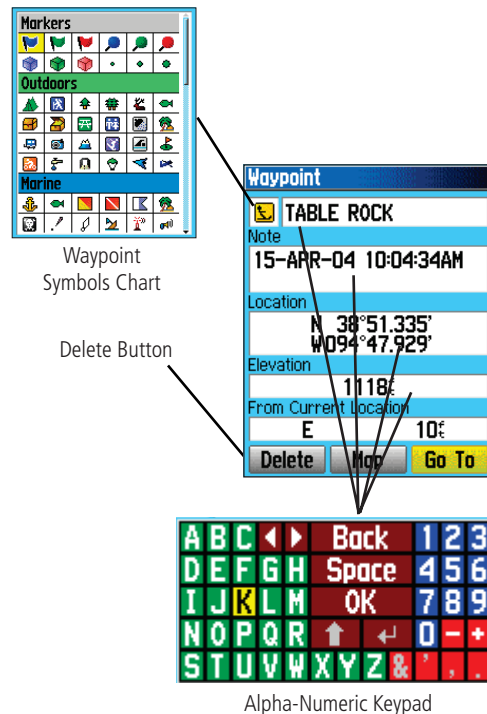 Markers
Outdoors
Marine
Waypoint
Symbols Chart
Delete Button
Waypoint
TABLE ROCK
Note
15-APR-04 10:04:34AM
Location
N 38°51.335'
W094°47.929'
Elevation
1118ft
From Current Location
E 10ft
Delete Map Go To
A B C Back 1 2 3
D E F G H Space 4 5 6
I J K L M OK 7 8 9
N O P Q R 0 - +
S T U V W X Y Z & ' , .
Alpha-Numeric Keypad